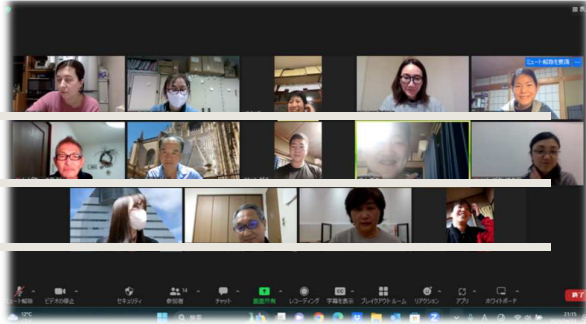 ミュート解除を要請
ミュート解除
ビデオの停止
セキュリティ
参加者
14
チャット
画面共有
レコーディング
字幕を表示
ブレイクアウト ルーム
リアクション
アプリ
ホワイトボード
終了
12°C
検索
21:15